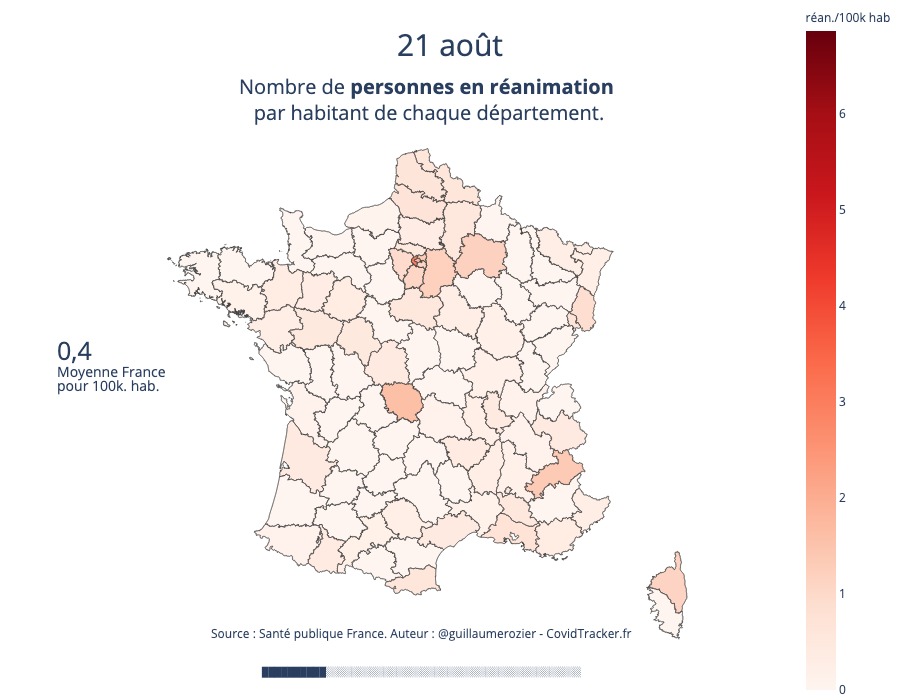 réan./100k hab
21 août
Nombre de personnes en réanimation
par habitant de chaque département.
6
5
4
3
2
1
0
0,4
Moyenne France
pour 100k. hab.
Source : Santé publique France. Auteur : @guillaumerozier - CovidTracker.fr